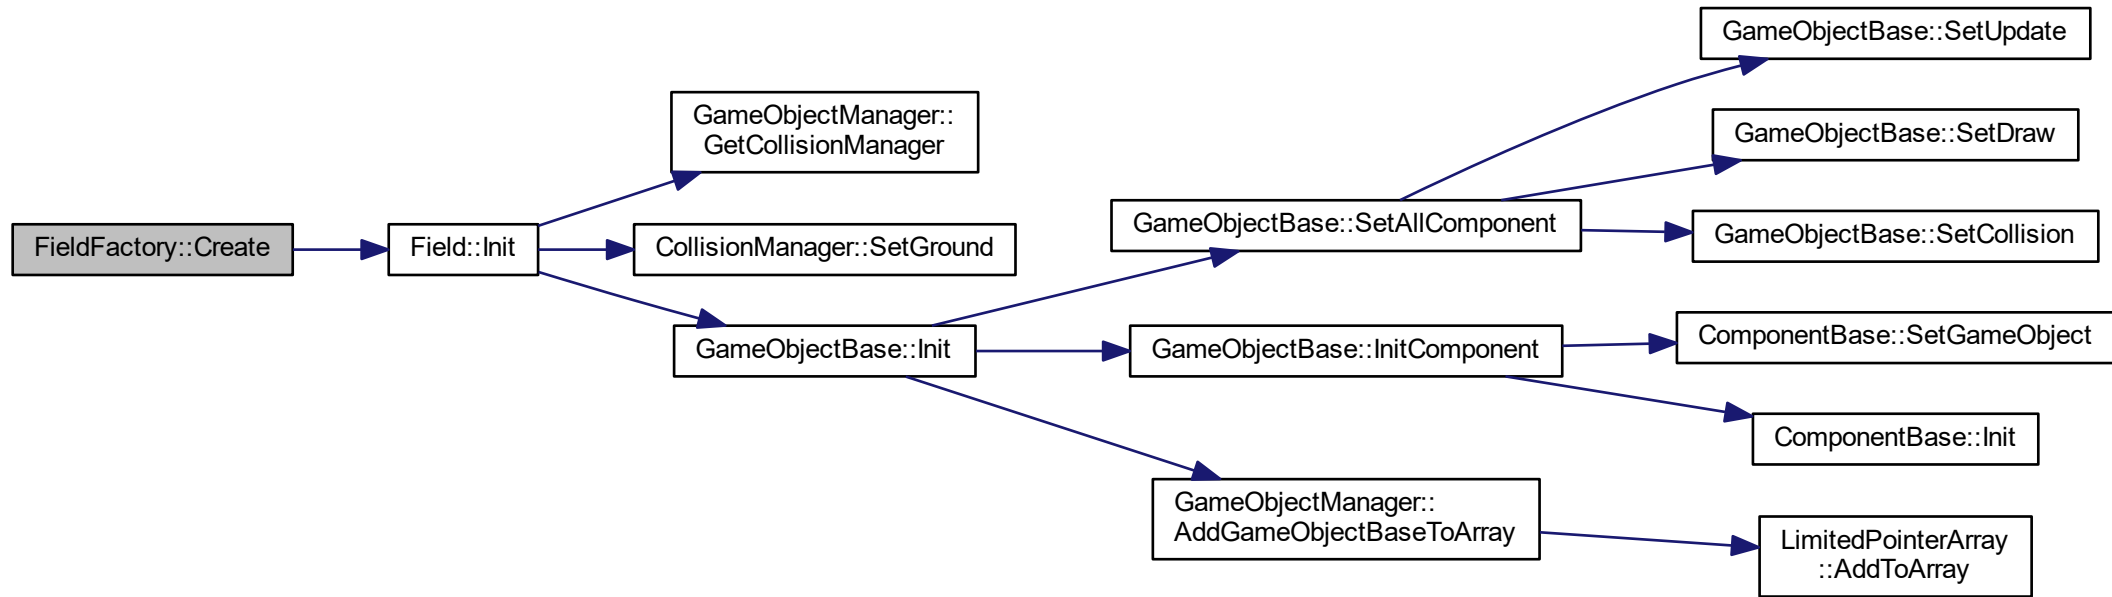 GameObjectBase::SetUpdate
GameObjectManager::
GetCollisionManager
GameObjectBase::SetDraw
FieldFactory::Create
Field::Init
CollisionManager::SetGround
GameObjectBase::SetAllComponent
GameObjectBase::SetCollision
GameObjectBase::Init
GameObjectBase::InitComponent
ComponentBase::SetGameObject
ComponentBase::Init
GameObjectManager::
AddGameObjectBaseToArray
LimitedPointerArray
::AddToArray